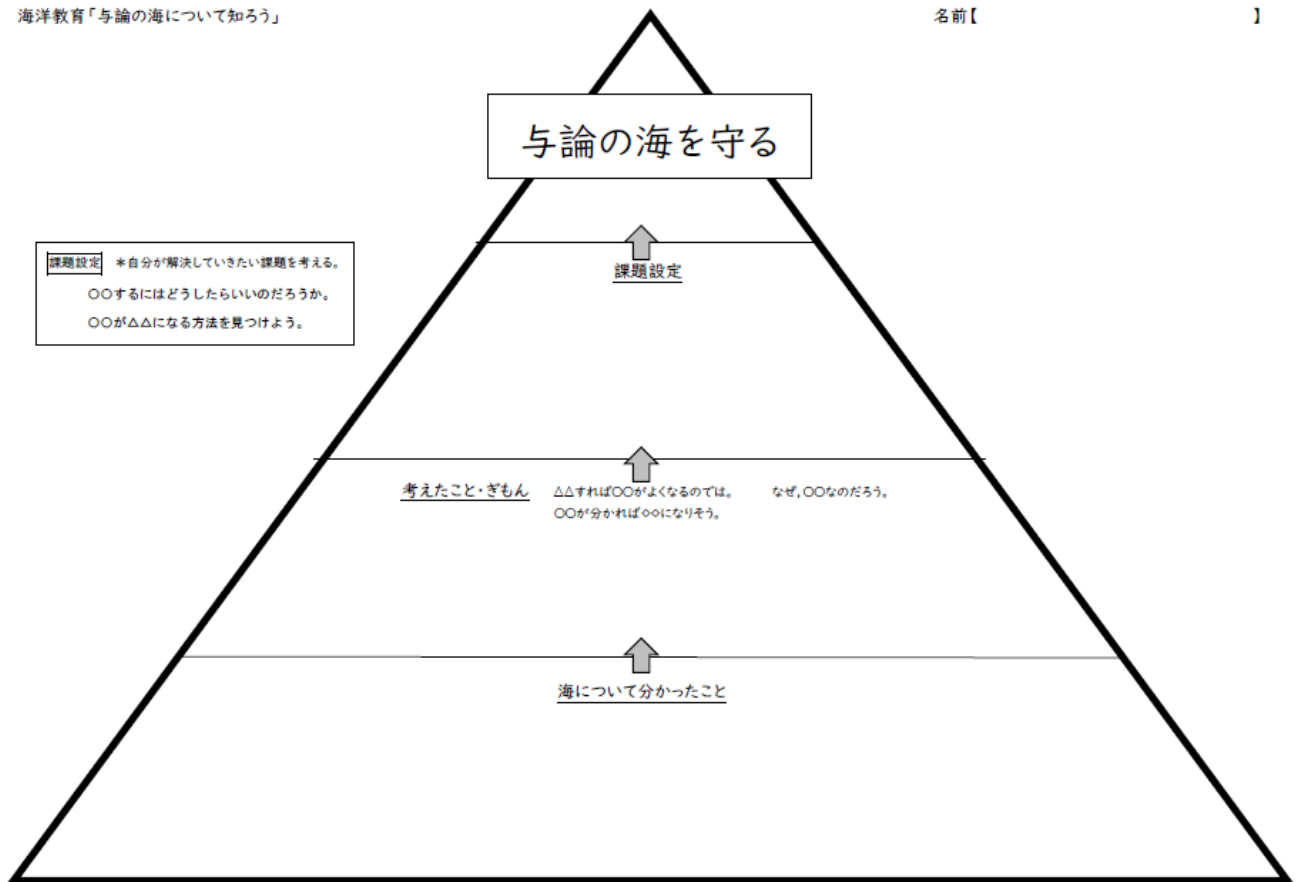 海洋教育「与論の海について知ろう」
名前【 】
与論の海を守る
課題設定 *自分が解決していきたい課題を考える。
○○するにはどうしたらいいのだろうか。
○○が△△になる方法を見つけよう。
課題設定
考えたこと・ぎもん △△すれば○○がよくなるのでは。 なぜ,○○なのだろう。
○○が分かれば◇◇になりそう。
海について分かったこと